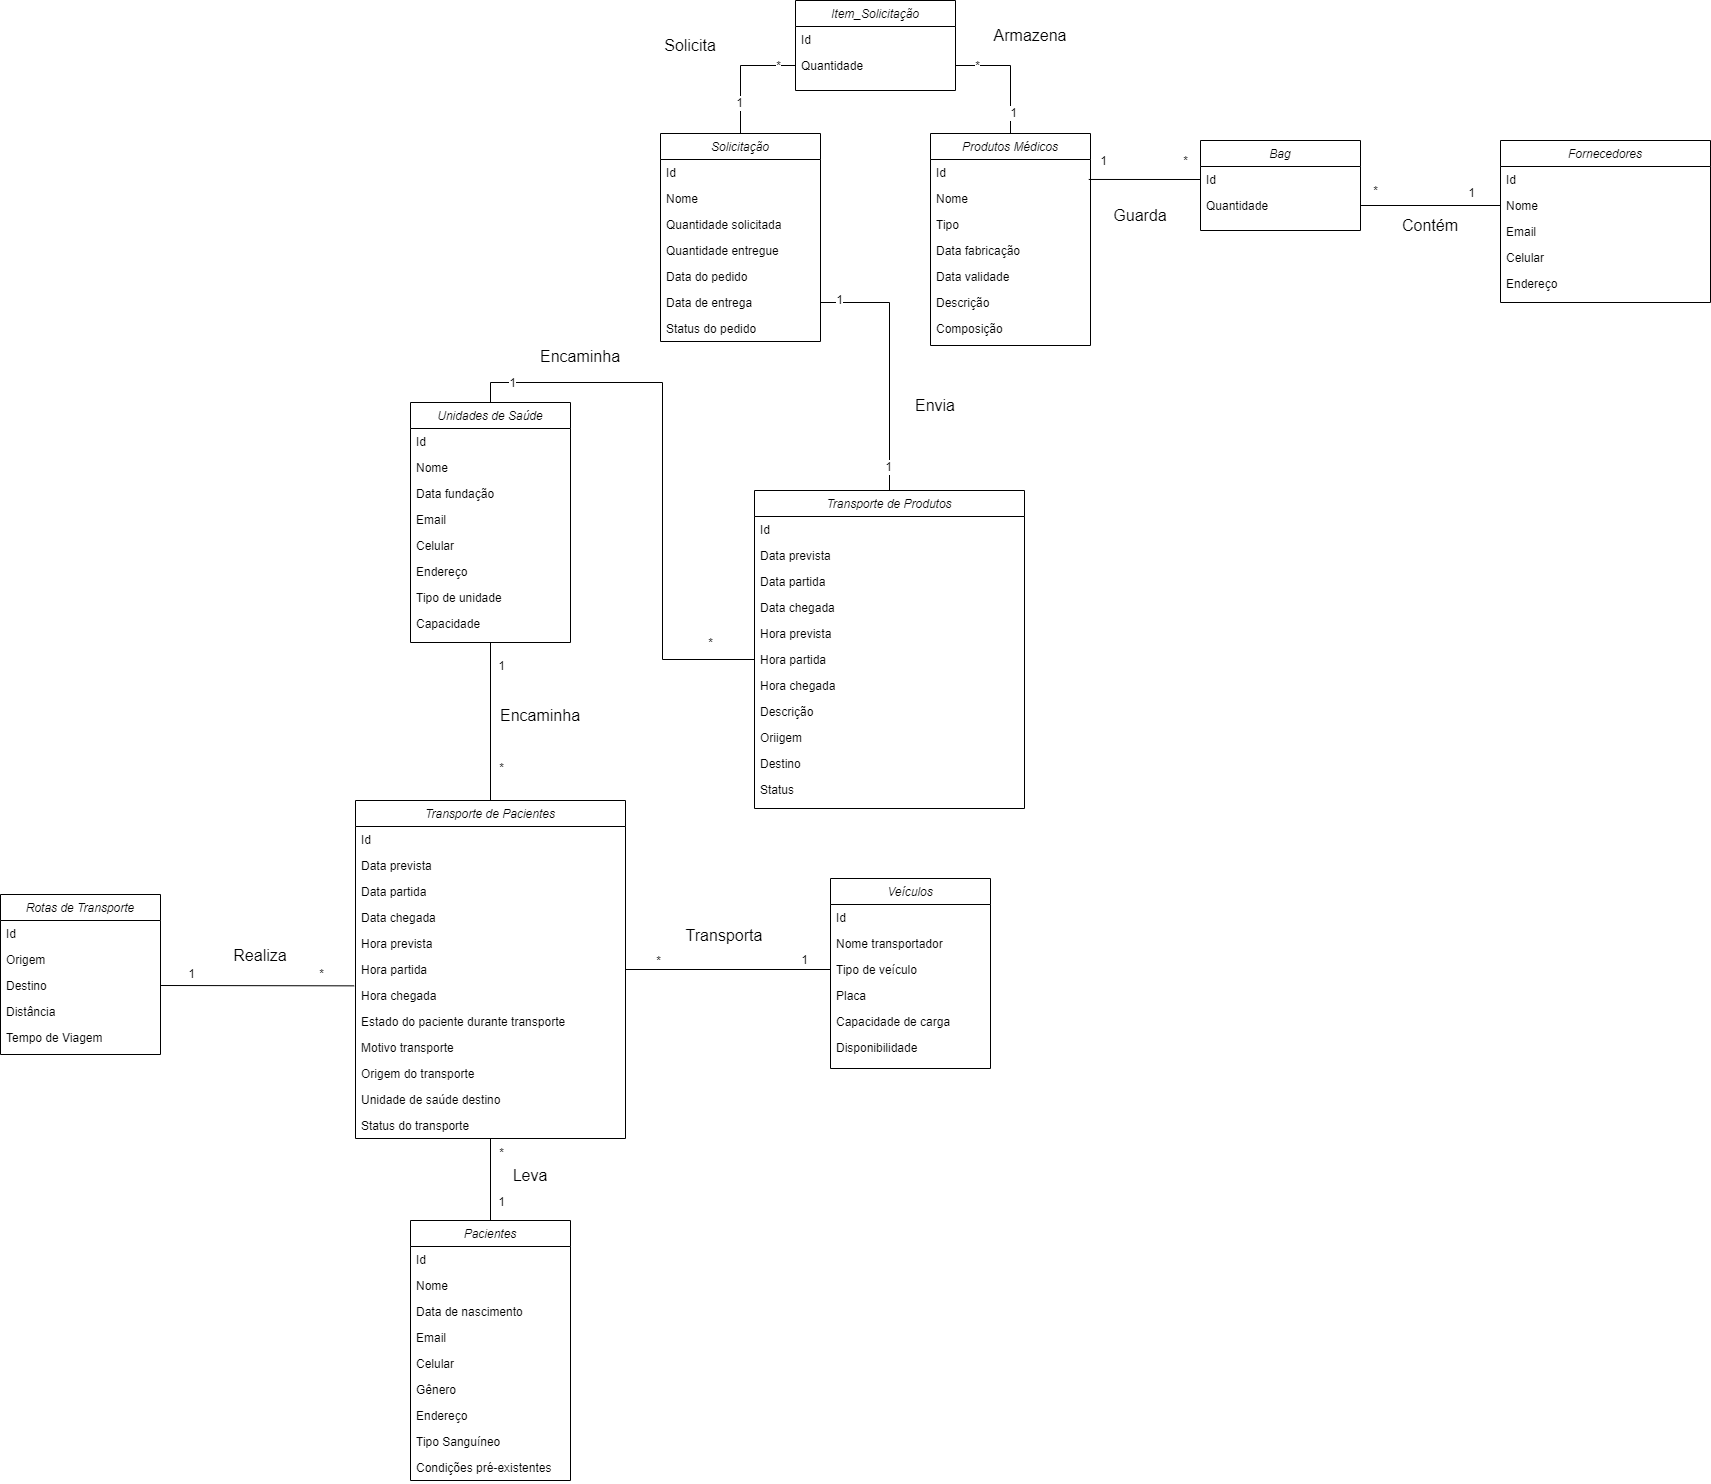 Item_Solicitação
Id
Quantidade
Solicita
*
1
Armazena
*
1
Solicitação
Id
Nome
Quantidade solicitada
Quantidade entregue
Data do pedido
Data de entrega
Status do pedido
Produtos Médicos
Id
Nome
Tipo
Data fabricação
Data validade
Descrição
Composição
1
*
Guarda
Bag
Id
Quantidade
*
1
Contém
Fornecedores
Id
Nome
Email
Celular
Endereço
1
Envia
1
Encaminha
1
*
Unidades de Saúde
Id
Nome
Data fundação
Email
Celular
Endereço
Tipo de unidade
Capacidade
Transporte de Produtos
Id
Data prevista
Data partida
Data chegada
Hora prevista
Hora partida
Hora chegada
Descrição
Oriigem
Destino
Status
1
Encaminha
*
Transporte de Pacientes
Id
Data prevista
Data partida
Data chegada
Hora prevista
Hora partida
Hora chegada
Estado do paciente durante transporte
Motivo transporte
Origem do transporte
Unidade de saúde destino
Status do transporte
Rotas de Transporte
Id
Origem
Destino
Distância
Tempo de Viagem
Realiza
1
*
Transporta
*
1
Veículos
Id
Nome transportador
Tipo de veículo
Placa
Capacidade de carga
Disponibilidade
*
Leva
1
Pacientes
Id
Nome
Data de nascimento
Email
Celular
Gênero
Endereço
Tipo Sanguíneo
Condições pré-existentes